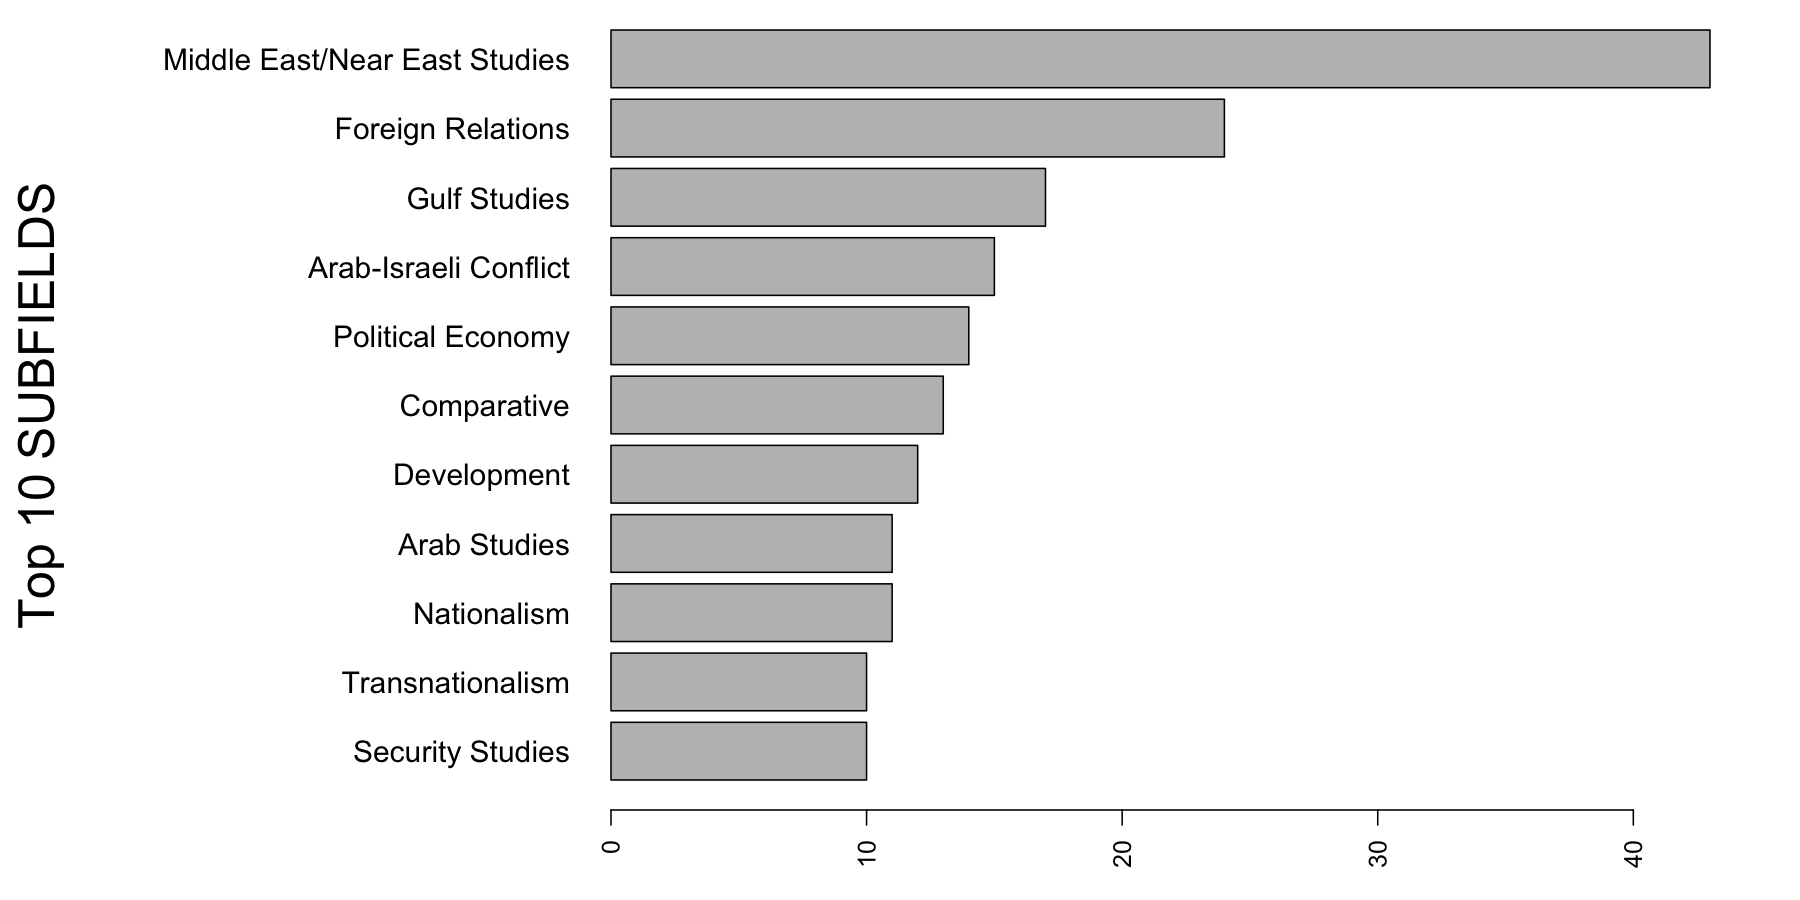 Top 10 SUBFIELDS
Middle East/Near East Studies
Foreign Relations
Gulf Studies
Arab-Israeli Conflict
Political Economy
Comparative
Development
Arab Studies
Nationalism
Transnationalism
Security Studies
0 10 20 30 40